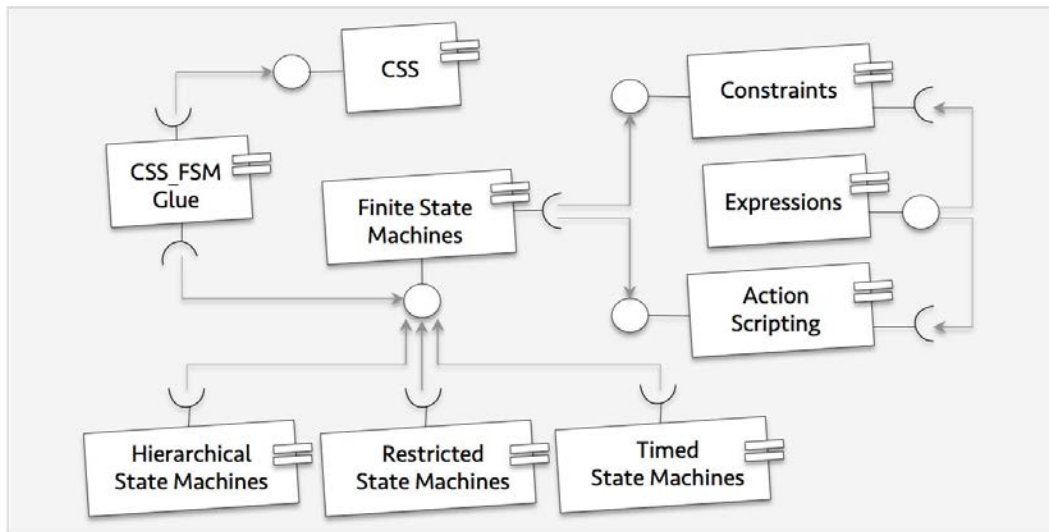 CSS
Constraints
CSS_FSM
Glue
Finite State
Machines
Expressions
Action
Scripting
Hierarchical
State Machines
Restricted
State Machines
Timed
State Machines